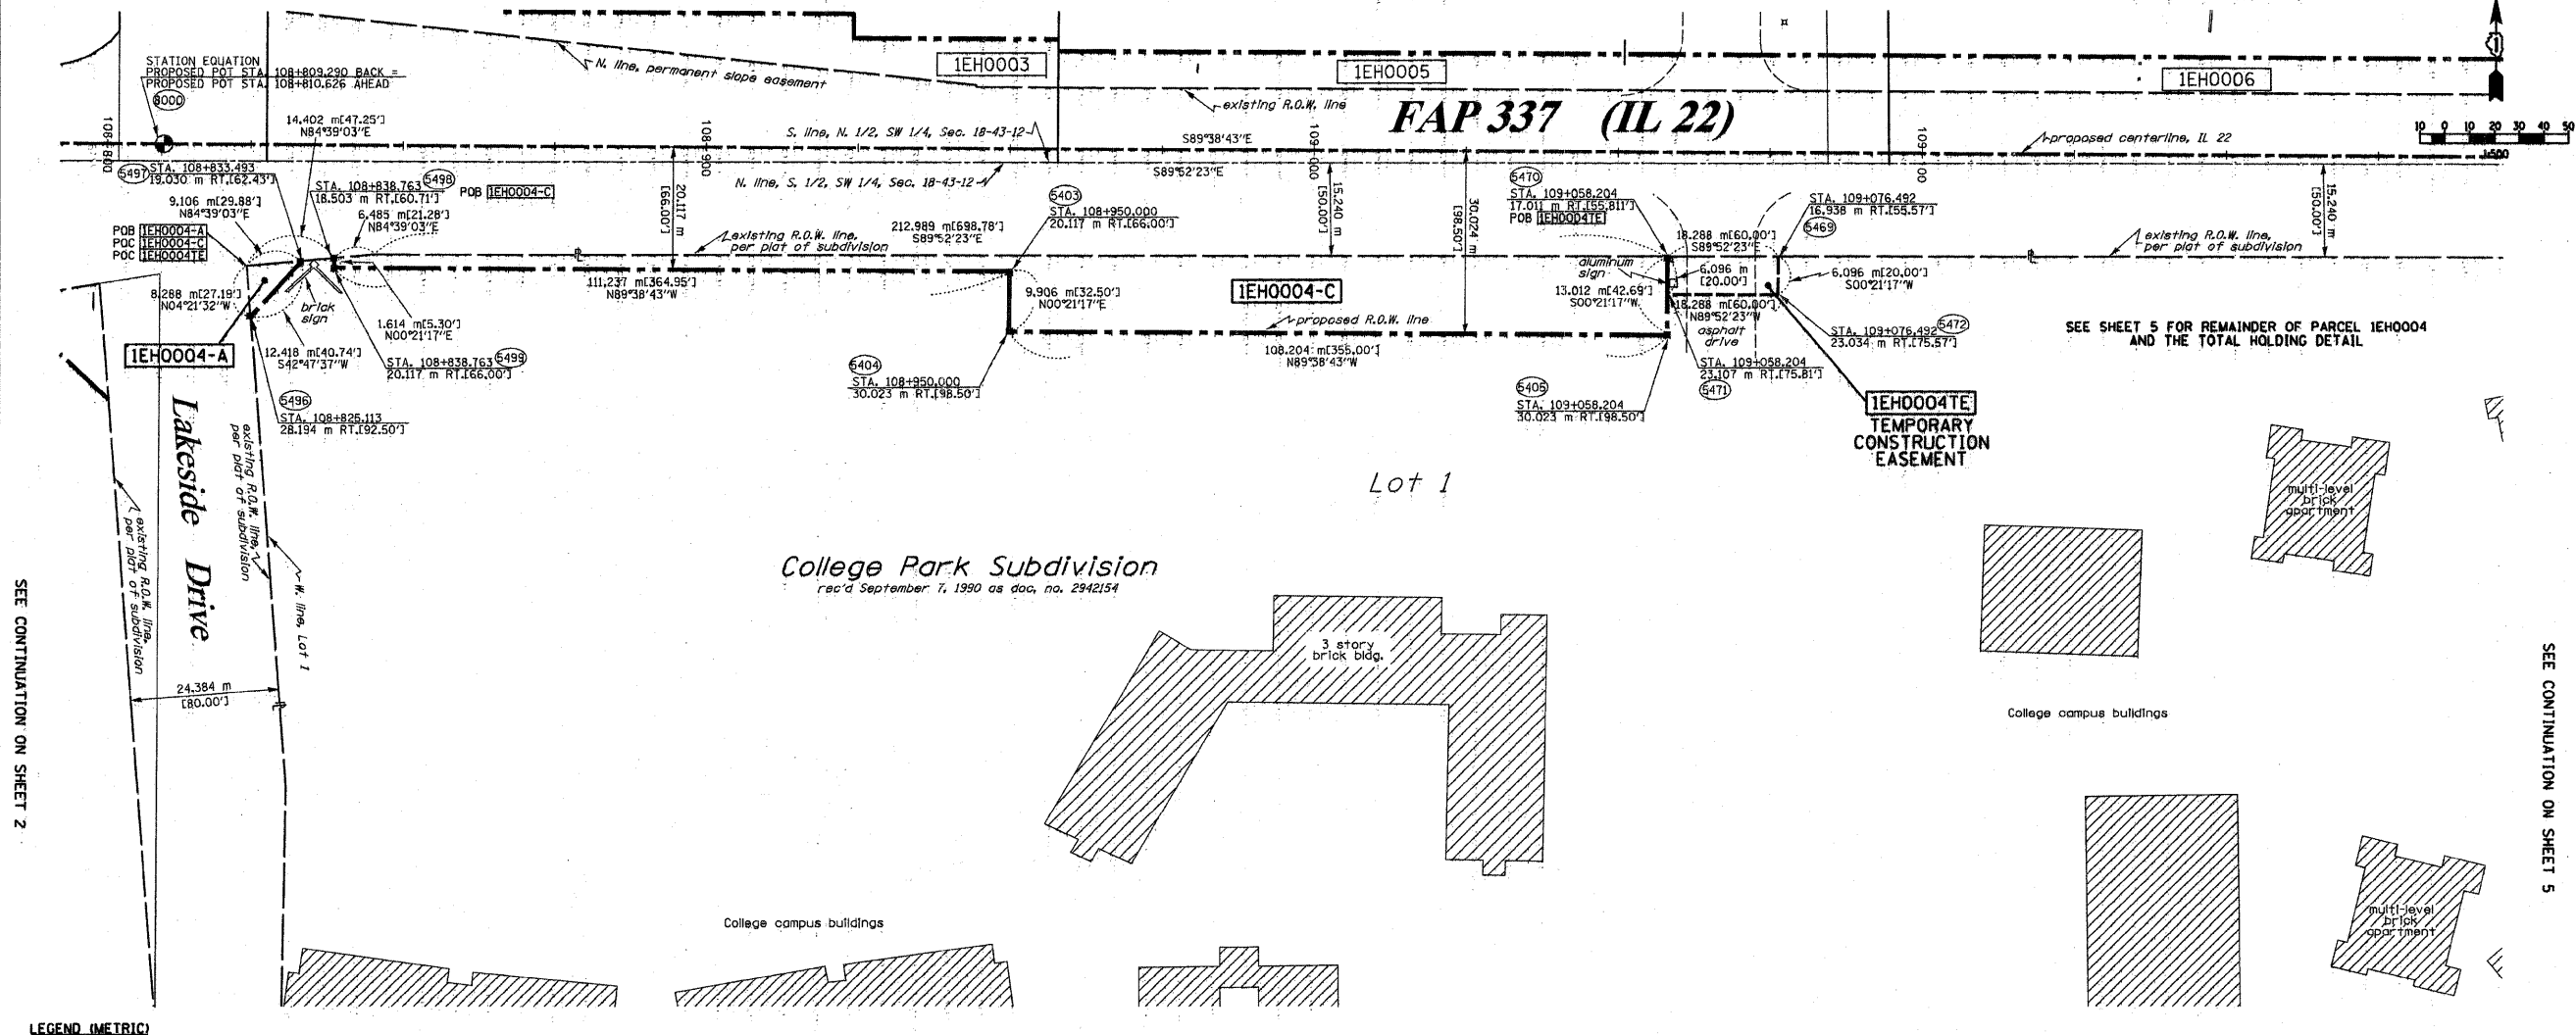 STATION EQUATION
PROPOSED POT STA. 108+809.290 BACK =
PROPOSED POT STA. 108+810.626 AHEAD
8000
N. line, permanent slope easement
1EH0003
1EH0005
1EH0006
existing R.O.W. line
FAP 337 (IL 22)
14.402 m[47.25']
N84°39'03"E
108+800
108+900
109+000
109+100
S. line, N. 1/2, SW 1/4, Sec. 18-43-12
S89°38'43"E
proposed centerline, IL 22
10 0 10 20 30 40 50
1:500
N. line, S. 1/2, SW 1/4, Sec. 18-43-12
S89°52'23"E
5497
STA. 108+833.493
19.030 m RT.[62.43']
STA. 108+838.763
18.503 m RT.[60.71']
5498
POB 1EH0004-C
9.106 m[29.88']
N84°39'03"E
6.485 m[21.28']
N84°39'03"E
POB 1EH0004-A
POC 1EH0004-C
POC 1EH0004TE
20.117 m
[66.00']
existing R.O.W. line,
per plat of subdivision
212.989 m[698.78']
S89°52'23"E
5403
STA. 108+950.000
20.117 m RT.[66.00']
15.240 m
[50.00']
30.024 m
[98.50']
5470
STA. 109+058.204
17.011 m RT.[55.811']
POB 1EH0004TE
STA. 109+076.492
16.938 m RT.[55.57']
5469
18.288 m[60.00']
S89°52'23"E
existing R.O.W. line,
per plat of subdivision
15.240 m
[50.00']
8.288 m[27.19']
N04°21'32"W
brick
sign
111.237 m[364.95']
N89°38'43"W
9.906 m[32.50']
N00°21'17"E
1EH0004-C
aluminum
sign
6.096 m
[20.00']
13.012 m[42.69']
S00°21'17"W
6.096 m[20.00']
S00°21'17"W
18.288 m[60.00']
N89°52'23"W
asphalt
drive
1.614 m[5.30']
N00°21'17"E
proposed R.O.W. line
108.204 m[355.00']
N89°38'43"W
STA. 109+076.492
23.034 m RT.[75.57']
5472
SEE SHEET 5 FOR REMAINDER OF PARCEL 1EH0004
AND THE TOTAL HOLDING DETAIL
1EH0004-A
12.418 m[40.74']
S42°47'37"W
STA. 108+838.763
20.117 m RT.[66.00']
5499
5404
STA. 108+950.000
30.023 m RT.[98.50']
STA. 109+058.204
23.107 m RT.[75.81']
5471
5405
STA. 109+058.204
30.023 m RT.[98.50']
5496
STA. 108+825.113
28.194 m RT.[92.50']
1EH0004TE
TEMPORARY
CONSTRUCTION
EASEMENT
Lakeside Drive
existing R.O.W. line,
per plat of subdivision
existing R.O.W. line,
per plat of subdivision
W. line, Lot 1
24.384 m
[80.00']
Lot 1
College Park Subdivision
rec'd September 7, 1990 as doc. no. 2942154
3 story
brick bldg.
multi-level
brick
apartment
College campus buildings
College campus buildings
multi-level
brick
apartment
SEE CONTINUATION ON SHEET 2
SEE CONTINUATION ON SHEET 5
LEGEND (METRIC)